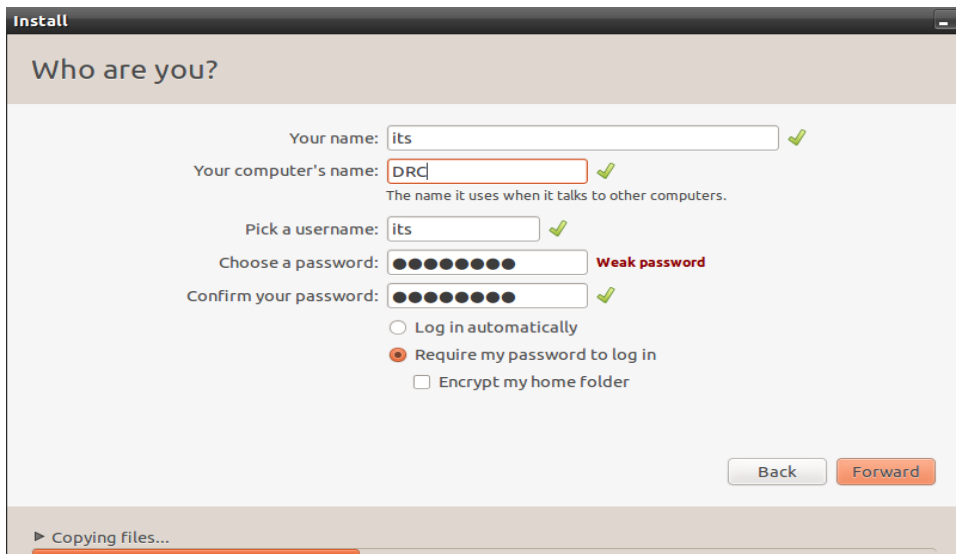 Install
Who are you?
Your name: its
Your computer's name: DRC
The name it uses when it talks to other computers.
Pick a username: its
Choose a password: ●●●●●●●● Weak password
Confirm your password: ●●●●●●●●
Log in automatically
Require my password to log in
Encrypt my home folder
Back Forward
Copying files...